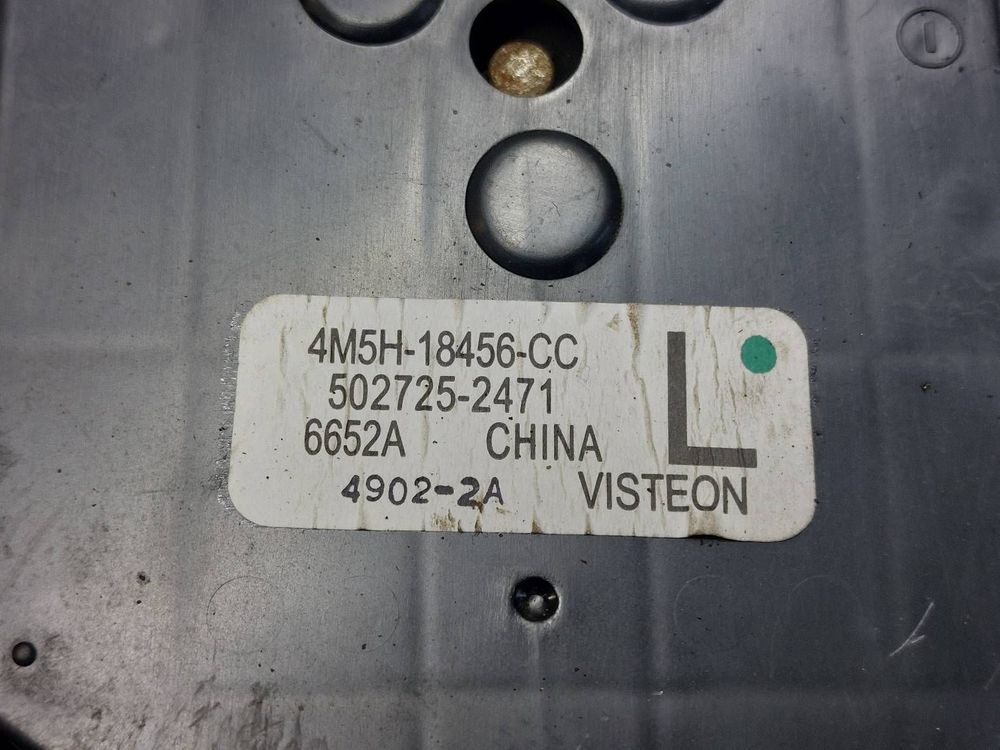 4M5H-18456-CC
502725-2471
L
6652A CHINA
4902-2A VISTEON